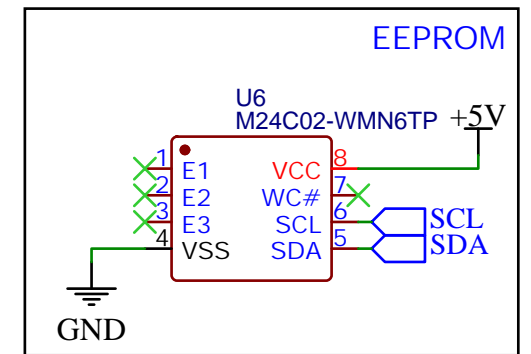 EEPROM
U6
M24C02-WMN6TP
+5V
1 E1 VCC 8
2 E2 WC# 7
3 E3 SCL 6 SCL
4 VSS SDA 5 SDA
GND